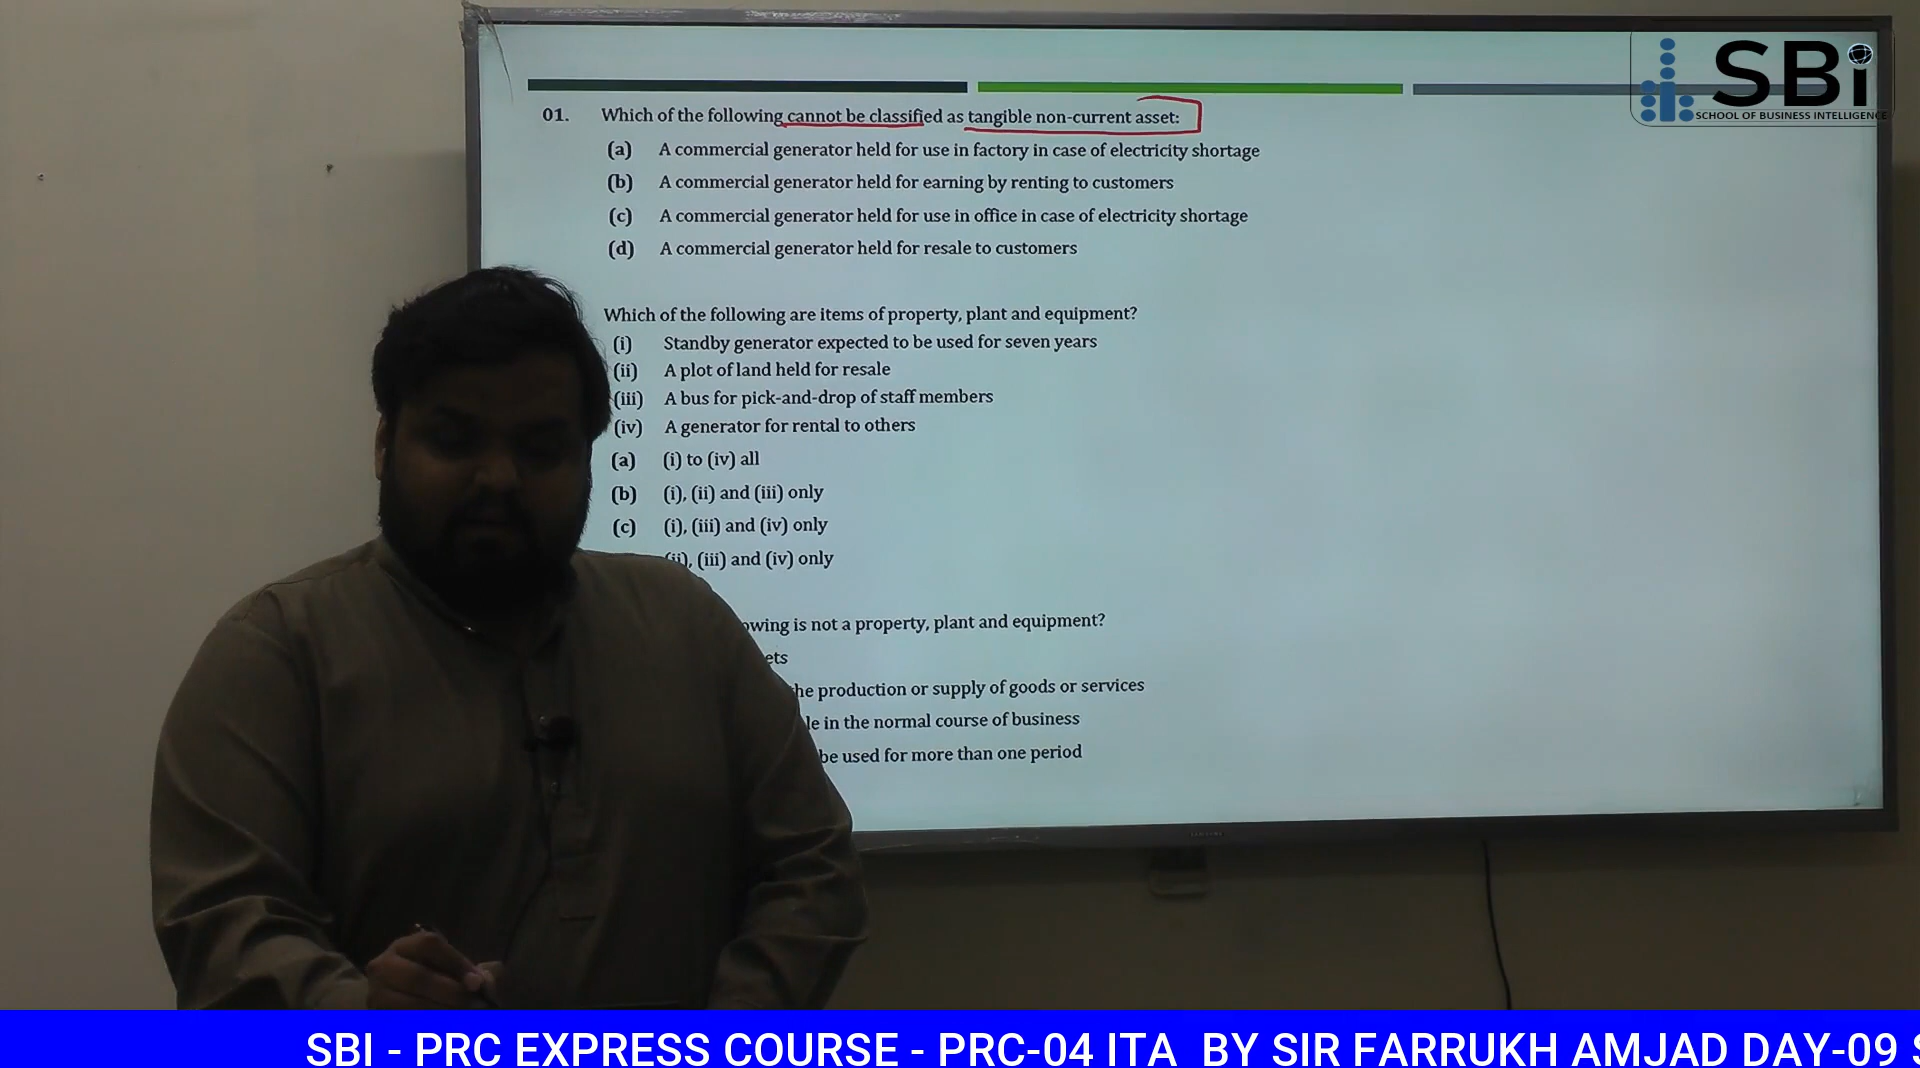 SBi
SCHOOL OF BUSINESS INTELLIGENCE
01. Which of the following cannot be classified as tangible non-current asset:
(a) A commercial generator held for use in factory in case of electricity shortage
(b) A commercial generator held for earning by renting to customers
(c) A commercial generator held for use in office in case of electricity shortage
(d) A commercial generator held for resale to customers
Which of the following are items of property, plant and equipment?
(i) Standby generator expected to be used for seven years
(ii) A plot of land held for resale
(iii) A bus for pick-and-drop of staff members
(iv) A generator for rental to others
(a) (i) to (iv) all
(b) (i), (ii) and (iii) only
(c) (i), (iii) and (iv) only
(ii), (iii) and (iv) only
owing is not a property, plant and equipment?
ets
he production or supply of goods or services
le in the normal course of business
be used for more than one period
SAMSUNG
SBI - PRC EXPRESS COURSE - PRC-04 ITA BY SIR FARRUKH AMJAD DAY-09